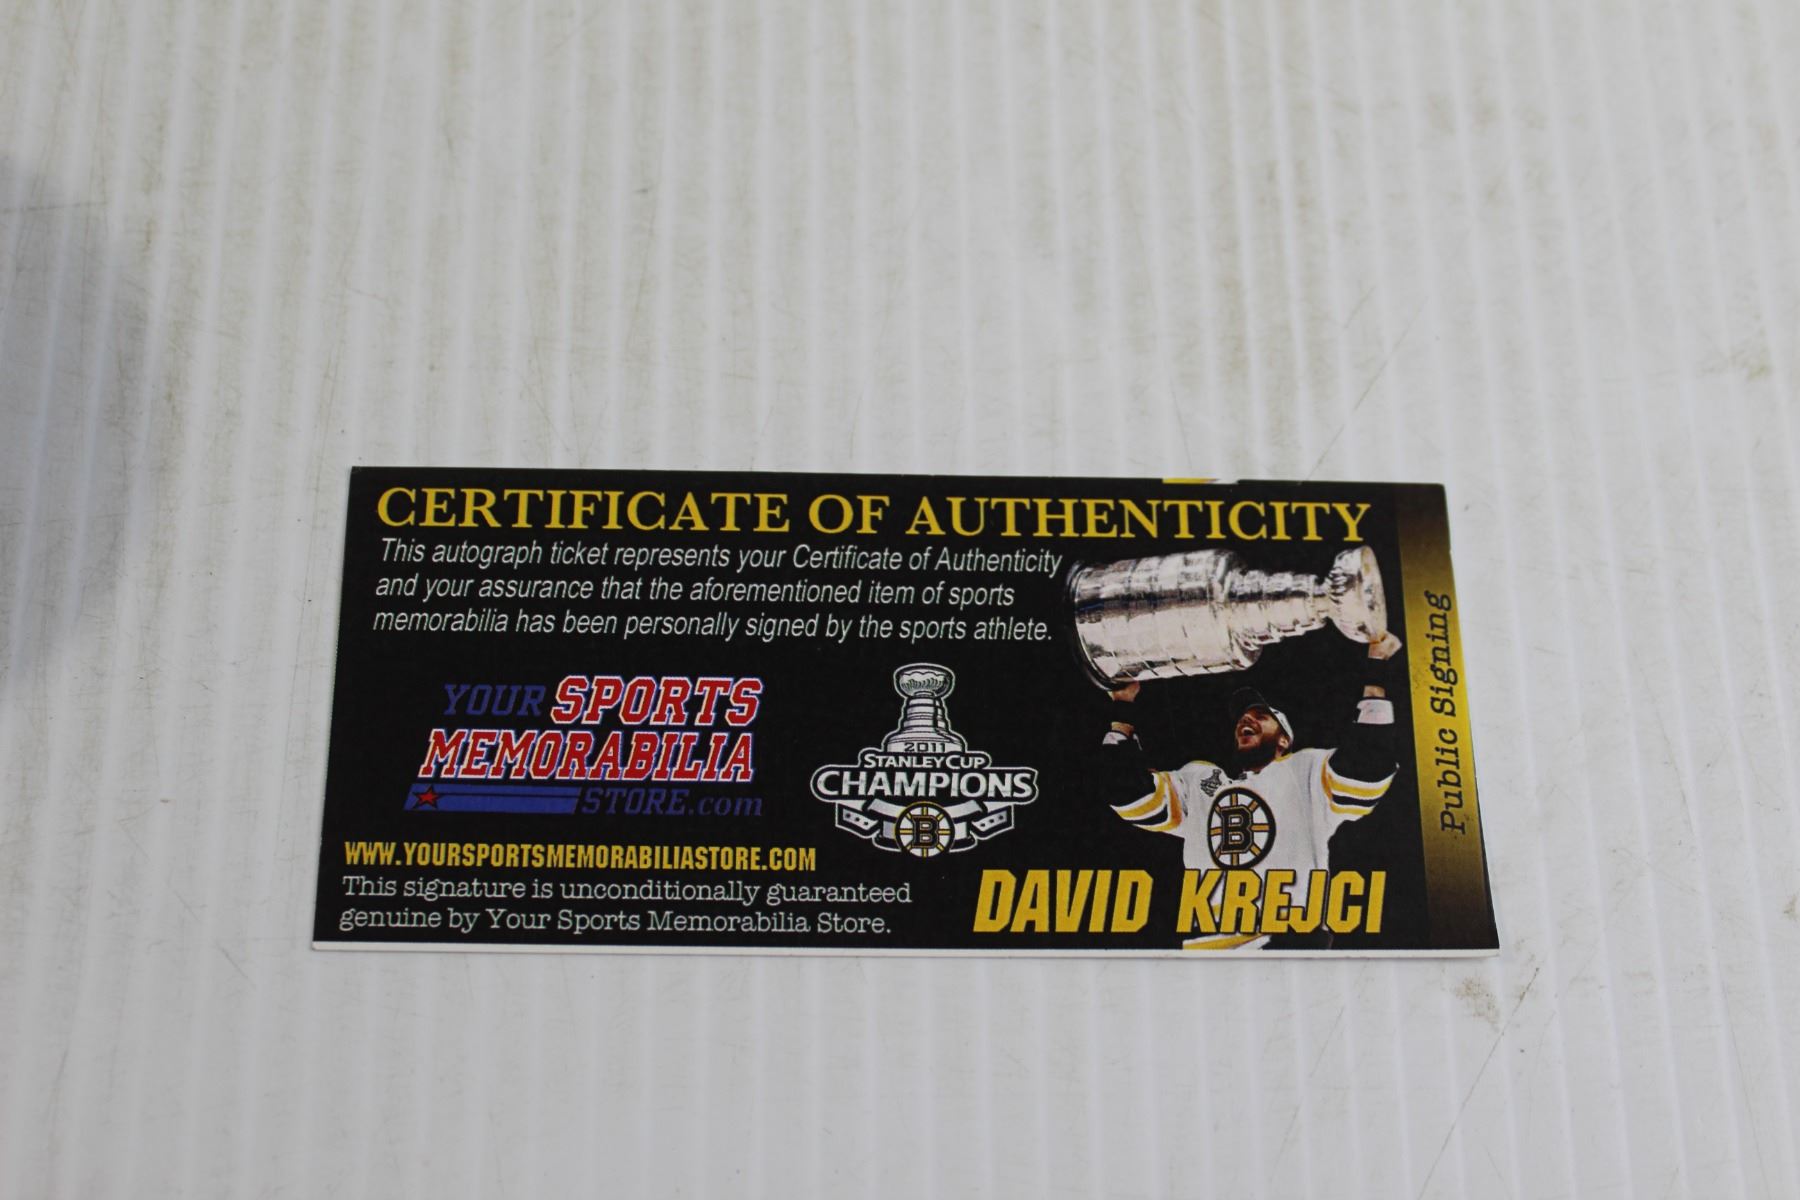 CERTIFICATE OF AUTHENTICITY
This autograph ticket represents your Certificate of Authenticity
and your assurance that the aforementioned item of sports
memorabilia has been personally signed by the sports athlete.
YOUR SPORTS
MEMORABILIA
STORE.com
2011
STANLEY CUP
CHAMPIONS
B
B
WWW.YOURSPORTSMEMORABILIASTORE.COM
This signature is unconditionally guaranteed
genuine by Your Sports Memorabilia Store.
DAVID KREJCI
Public Signing